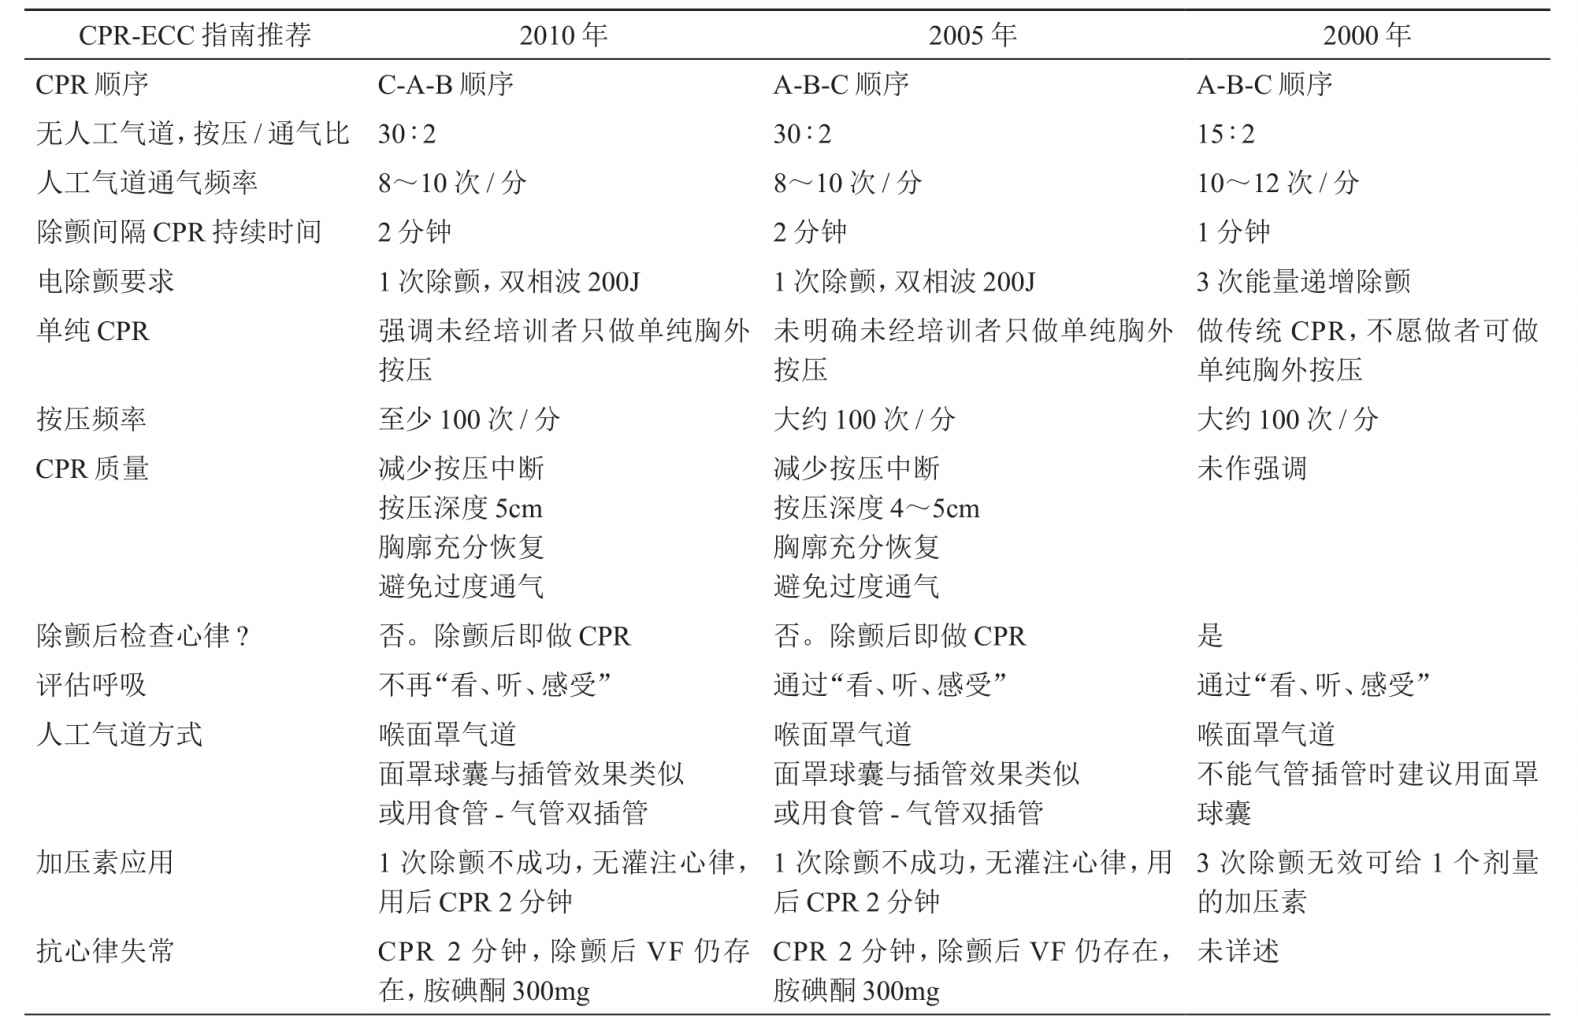 CPR-ECC 指南推荐 2010 年 2005 年 2000 年
CPR 顺序 C-A-B 顺序 A-B-C 顺序 A-B-C 顺序
无人工气道，按压 / 通气比 30∶2 30∶2 15∶2
人工气道通气频率 8～10 次 / 分 8～10 次 / 分 10～12 次 / 分
除颤间隔 CPR 持续时间 2 分钟 2 分钟 1 分钟
电除颤要求 1 次除颤，双相波 200J 1 次除颤，双相波 200J 3 次能量递增除颤
单纯 CPR 强调未经培训者只做单纯胸外 未明确未经培训者只做单纯胸外 做传统 CPR，不愿做者可做
按压 按压 单纯胸外按压
按压频率 至少 100 次 / 分 大约 100 次 / 分 大约 100 次 / 分
CPR 质量 减少按压中断 减少按压中断 未作强调
按压深度 5cm 按压深度 4～5cm
胸廓充分恢复 胸廓充分恢复
避免过度通气 避免过度通气
除颤后检查心律？ 否。除颤后即做 CPR 否。除颤后即做 CPR 是
评估呼吸 不再“看、听、感受” 通过“看、听、感受” 通过“看、听、感受”
人工气道方式 喉面罩气道 喉面罩气道 喉面罩气道
面罩球囊与插管效果类似 面罩球囊与插管效果类似 不能气管插管时建议用面罩
或用食管 - 气管双插管 或用食管 - 气管双插管 球囊
加压素应用 1 次除颤不成功，无灌注心律， 1 次除颤不成功，无灌注心律，用 3 次除颤无效可给 1 个剂量
用后 CPR 2 分钟 后 CPR 2 分钟 的加压素
抗心律失常 CPR 2 分钟，除颤后 VF 仍存 CPR 2 分钟，除颤后 VF 仍存在， 未详述
在，胺碘酮 300mg 胺碘酮 300mg